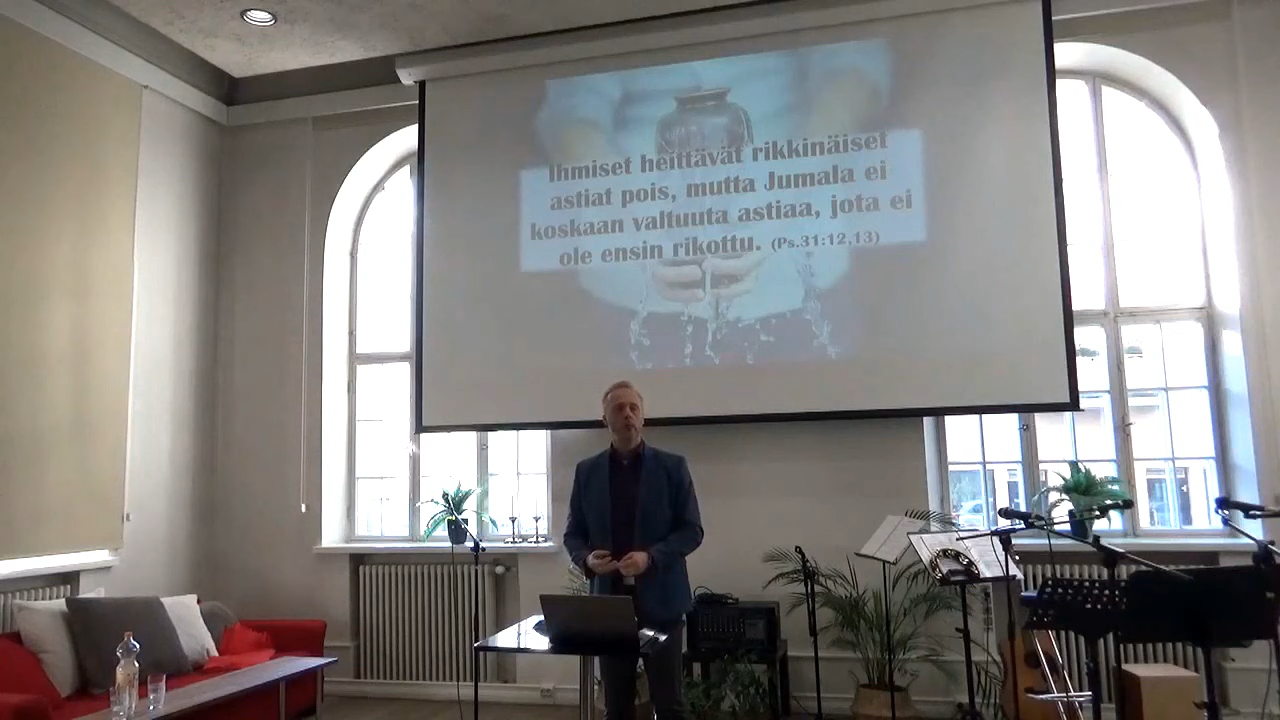 Ihmiset heittävät rikkinäiset
astiat pois, mutta Jumala ei
koskaan valtuuta astiaa, jota ei
ole ensin rikottu. (Ps.31:12,13)